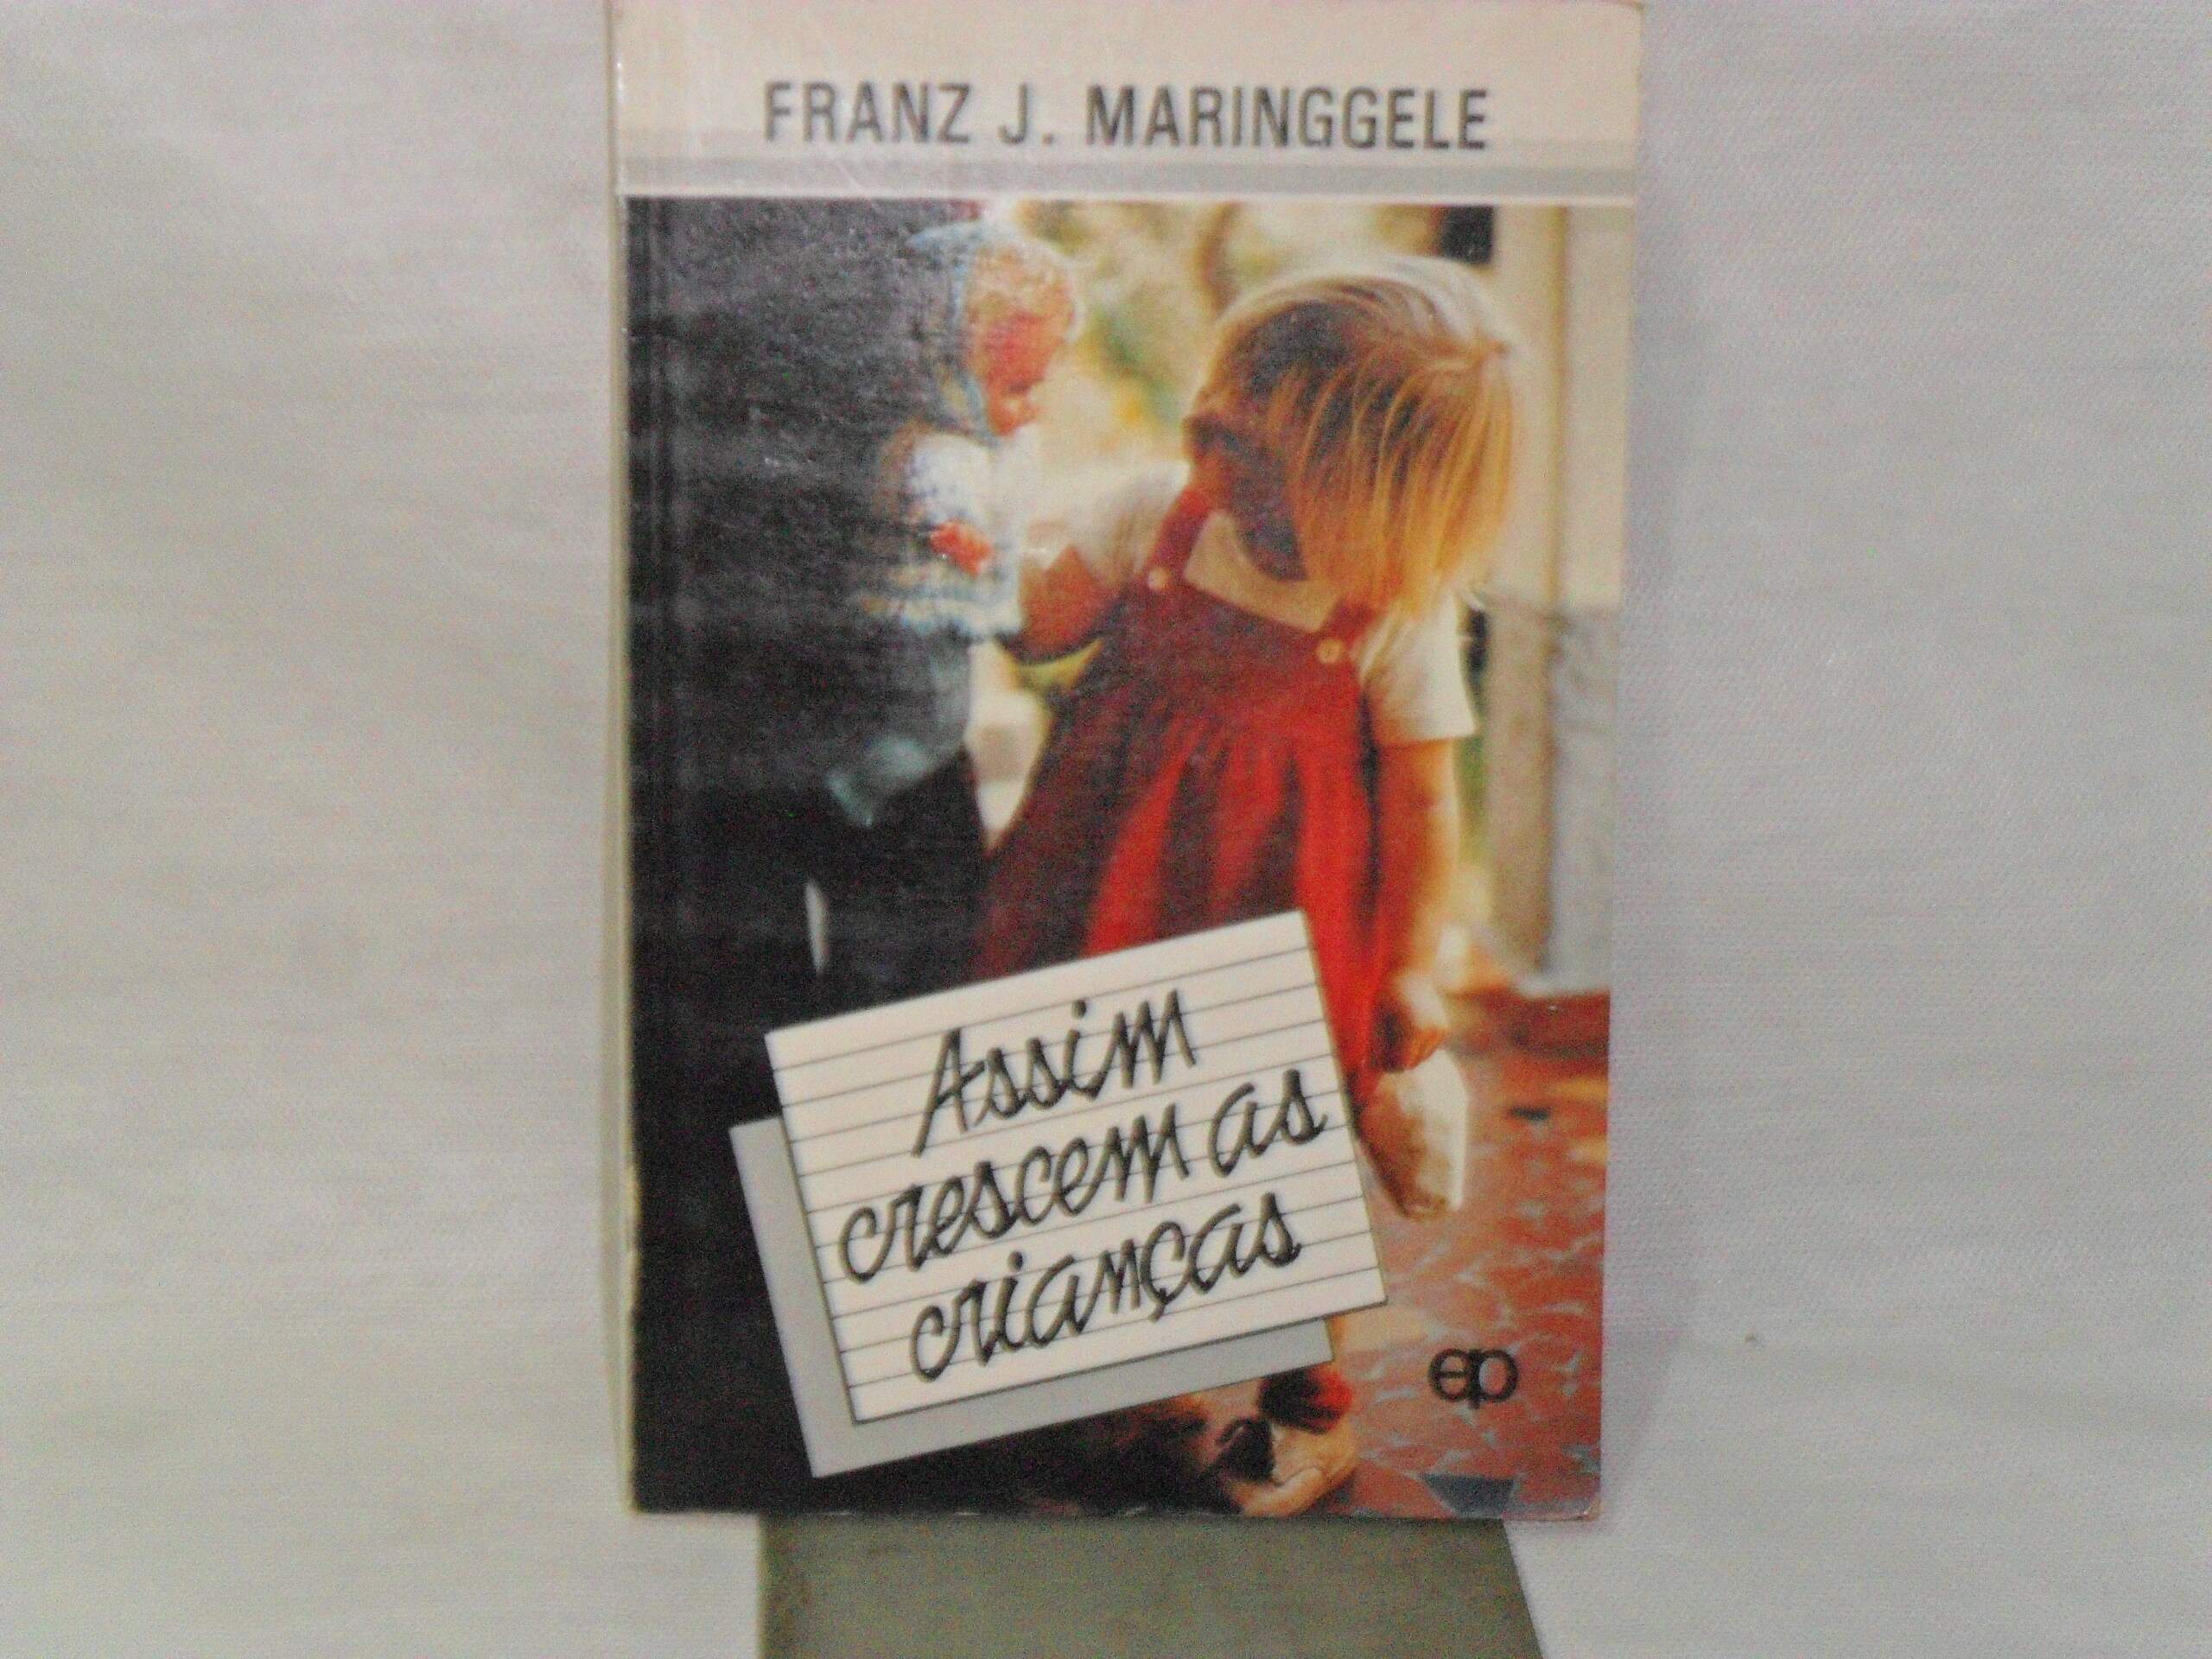 FRANZ J. MARINGGELE
Assim
crescem as
crianças
ep